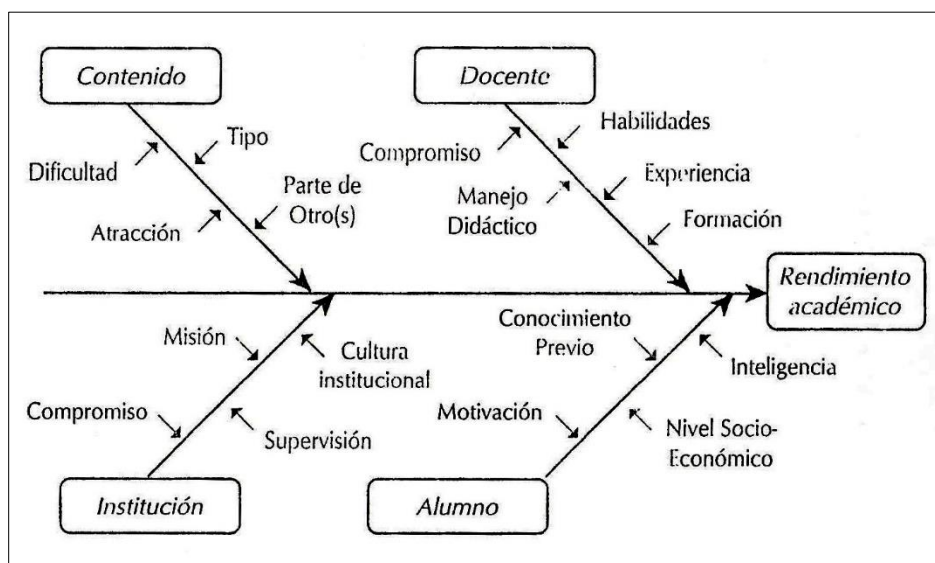 Contenido
Docente
Tipo
Dificultad
Parte de
Otro(s)
Atracción
Compromiso
Habilidades
Manejo
Didáctico
Experiencia
Formación
Rendimiento
académico
Misión
Cultura
institucional
Compromiso
Supervisión
Institución
Conocimiento
Previo
Inteligencia
Motivación
Nivel Socio-
Económico
Alumno